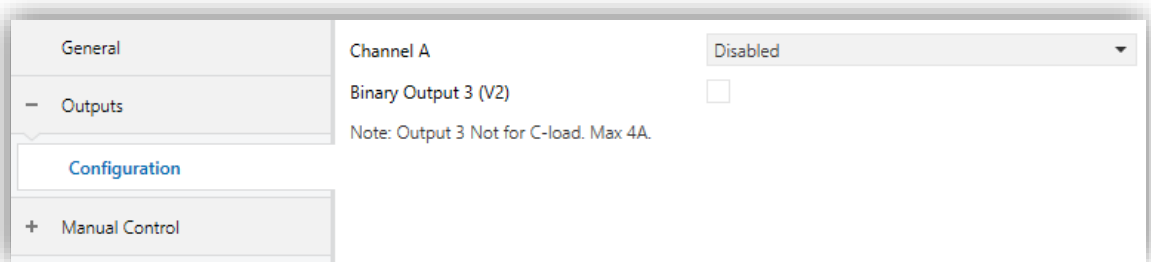 General
− Outputs
Configuration
+ Manual Control
Channel A Disabled
Binary Output 3 (V2)
Note: Output 3 Not for C-load. Max 4A.